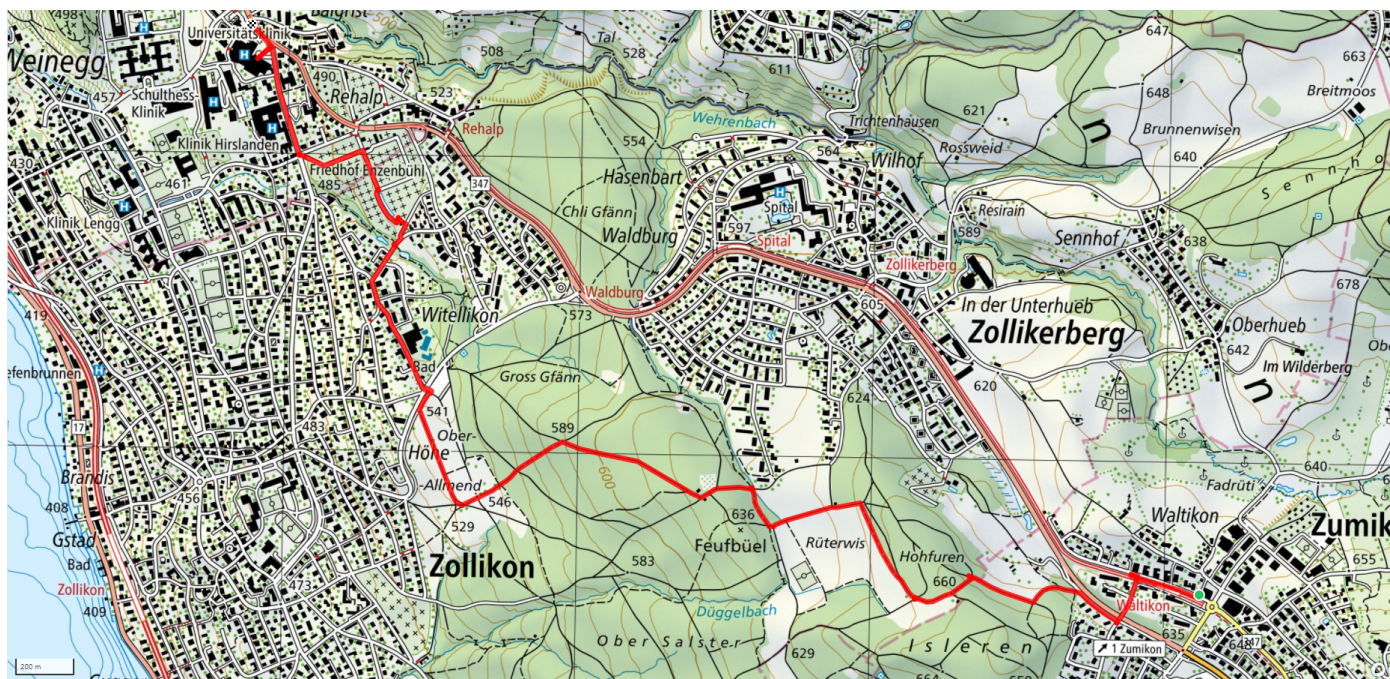 498
Balgrist
500
Universitätsklinik
H
Tal
508
528
647
663
Weinegg
H
611
490
Rehalp
523
457
Schulthess
Klinik
H
621
648
Breitmoos
H
Rehalp
Wehrenbach
Trichtenhausen
n
Brunnenwisen
Klinik Hirslanden
554
564
Rossweid
640
430
Friedhof Enzenbühl
461
485
347
Hasenbart
Wilhof
H
Spital
Klinik Lengg
H
Chli Gfänn
597
Resirain
589
Waldburg
Spital
Sennhof
638
Zollikerberg
678
Waldburg
605
In der Unterhueb
419
Witellikon
573
Zollikerberg
Oberhueb
642
Im Wilderberg
Bad
Gross Gfänn
620
n
H
624
541
17
483
589
Ober-
Höhe
600
640
Brandis
-Allmend
456
546
Fadrüti
408
529
636
Waltikon
Gstad
Feufbüel
Rüterwis
Hohfuren
Zumik
Bad
Zollikon
583
655
473
660
Zollikon
409
Düggelbach
Waltikon
635
Ober Salster
629
Isleren
1 Zumikon
200 m
664